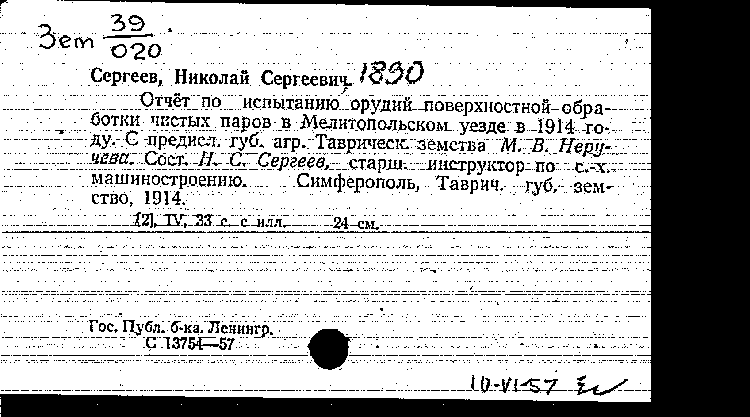 Зет 39
020
Сергеев, Николай Сергеевич. 1890
Отчёт по испытанию орудий поверхностной обра-
ботки чистых паров в Мелитопольском уезде в 1914 го-
ду. С предисл. губ. агр. Таврическ. земства М. В. Неру-
чева. Сост. Н. С. Сергеев, старш. инструктор по с.-х.
машиностроению. Симферополь, Таврич. губ. зем-
ство, 1914.
[2], IV, 33 с. с илл. 24 см.
Гос. Публ. б-ка. Ленингр.
С 13754—57
10-VI-57